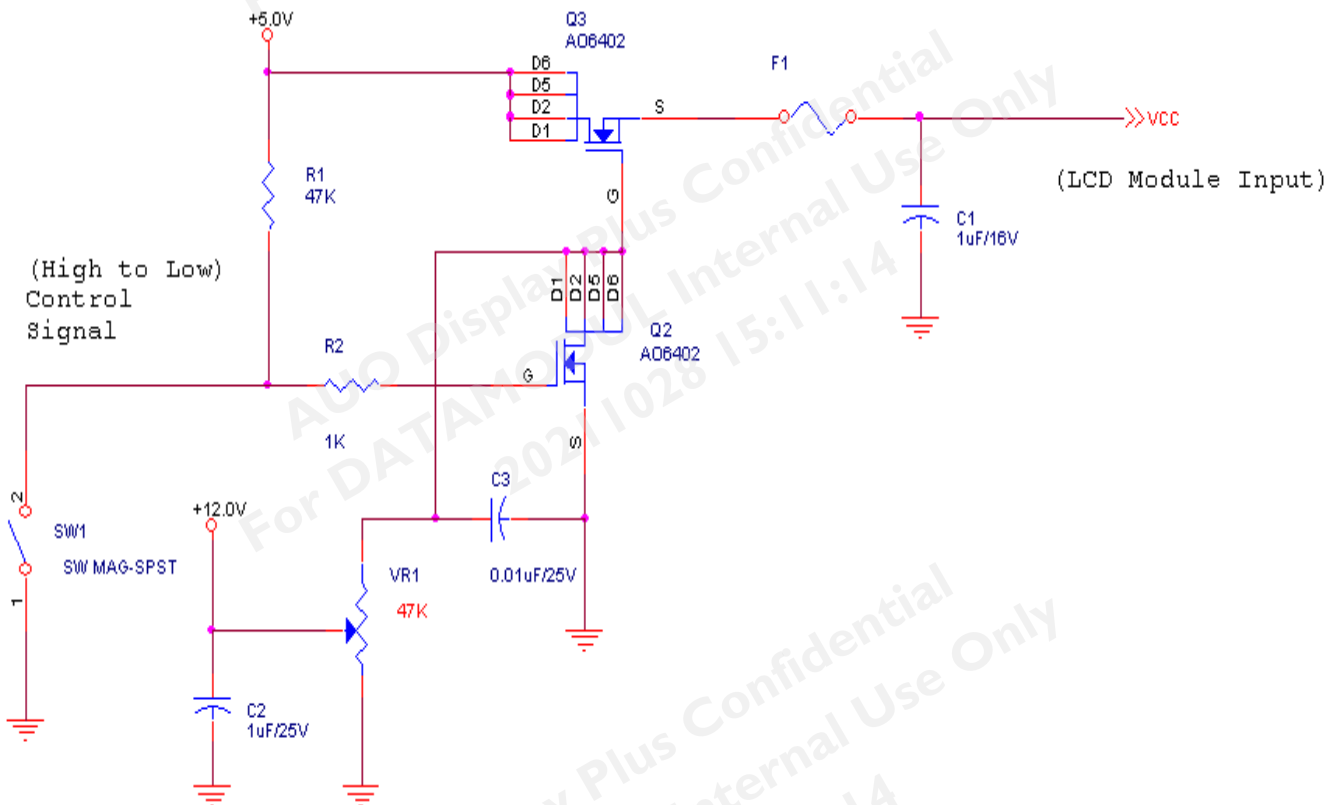 +5.0V
Q3
AO6402
D6
D5
D2
D1
S
G
F1
VCC
(LCD Module Input)
R1
47K
C1
1uF/16V
(High to Low)
Control
Signal
D1
D2
D5
D6
Q2
AO6402
R2
1K
G
S
2
SW1
SW MAG-SPST
1
+12.0V
C3
0.01uF/25V
VR1
47K
C2
1uF/25V
AUO Display Plus Confidential
For DATAMODUL Internal Use Only
20211028 15:11:14
y Plus Confidential
ternal Use Only